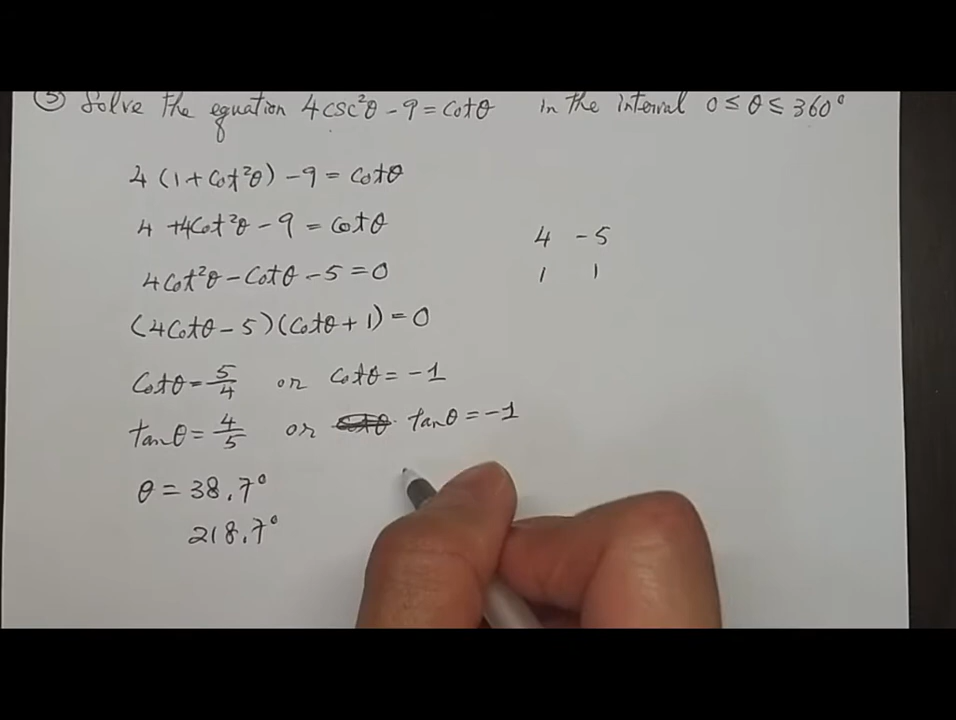 ③ Solve the equation 4csc²θ - 9 = Cotθ in the interval 0 ≤ θ ≤ 360°
4 (1 + Cot²θ) - 9 = Cotθ
4 + 4Cot²θ - 9 = Cotθ
4 - 5
4Cot²θ - Cotθ - 5 = 0
1 1
(4Cotθ - 5)(Cotθ + 1) = 0
Cotθ = 5/4 or Cotθ = -1
tanθ = 4/5 or tanθ = -1
θ = 38.7°
218.7°